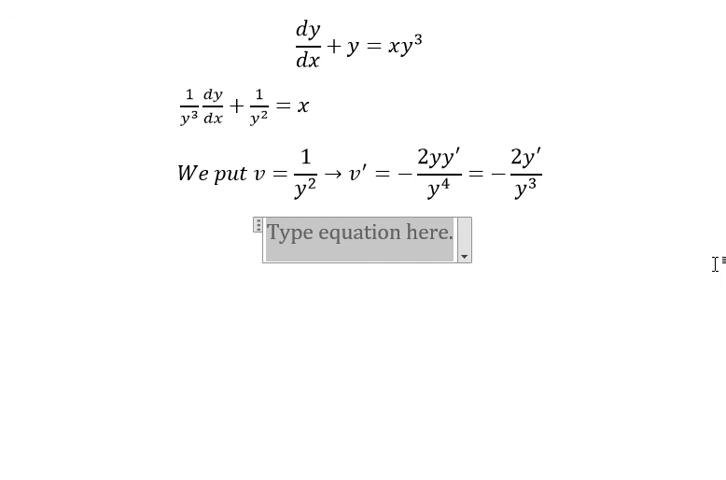 dy/dx + y = xy³
1/y³ dy/dx + 1/y² = x
We put v = 1/y² → v′ = − 2yy′/y⁴ = − 2y′/y³
Type equation here.